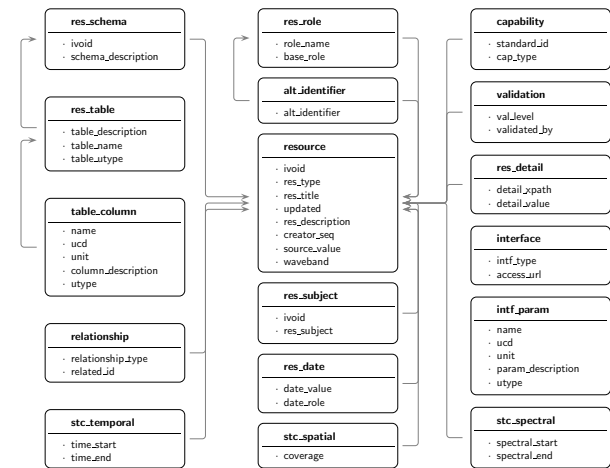 res_schema
· ivoid
· schema_description
res_table
· table_description
· table_name
· table_utype
table_column
· name
· ucd
· unit
· column_description
· utype
relationship
· relationship_type
· related_id
stc_temporal
· time_start
· time_end
res_role
· role_name
· base_role
alt_identifier
· alt_identifier
resource
· ivoid
· res_type
· res_title
· updated
· res_description
· creator_seq
· source_value
· waveband
res_subject
· ivoid
· res_subject
res_date
· date_value
· date_role
stc_spatial
· coverage
capability
· standard_id
· cap_type
validation
· val_level
· validated_by
res_detail
· detail_xpath
· detail_value
interface
· intf_type
· access_url
intf_param
· name
· ucd
· unit
· param_description
· utype
stc_spectral
· spectral_start
· spectral_end